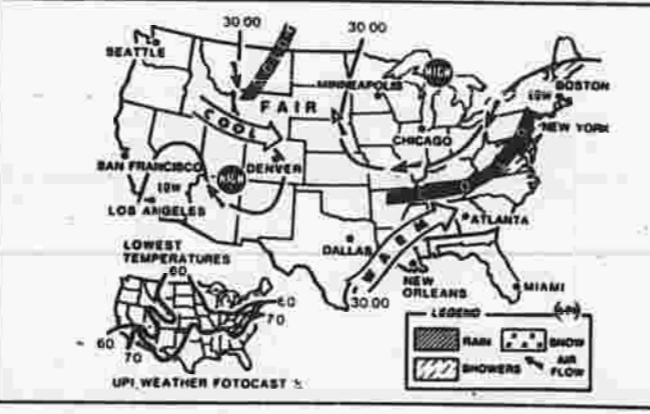 30.00
30.00
SEATTLE
MINNEAPOLIS
HIGH
BOSTON
LOW
FAIR
COOL
NEW YORK
CHICAGO
SAN FRANCISCO
HIGH
DENVER
LOW
LOS ANGELES
ATLANTA
WARM
DALLAS
LOWEST
TEMPERATURES
NEW
ORLEANS
MIAMI
30.00
60
60
70
60
70
LEGEND
RAIN
SNOW
SHOWERS
AIR
FLOW
UPI WEATHER FOTOCAST